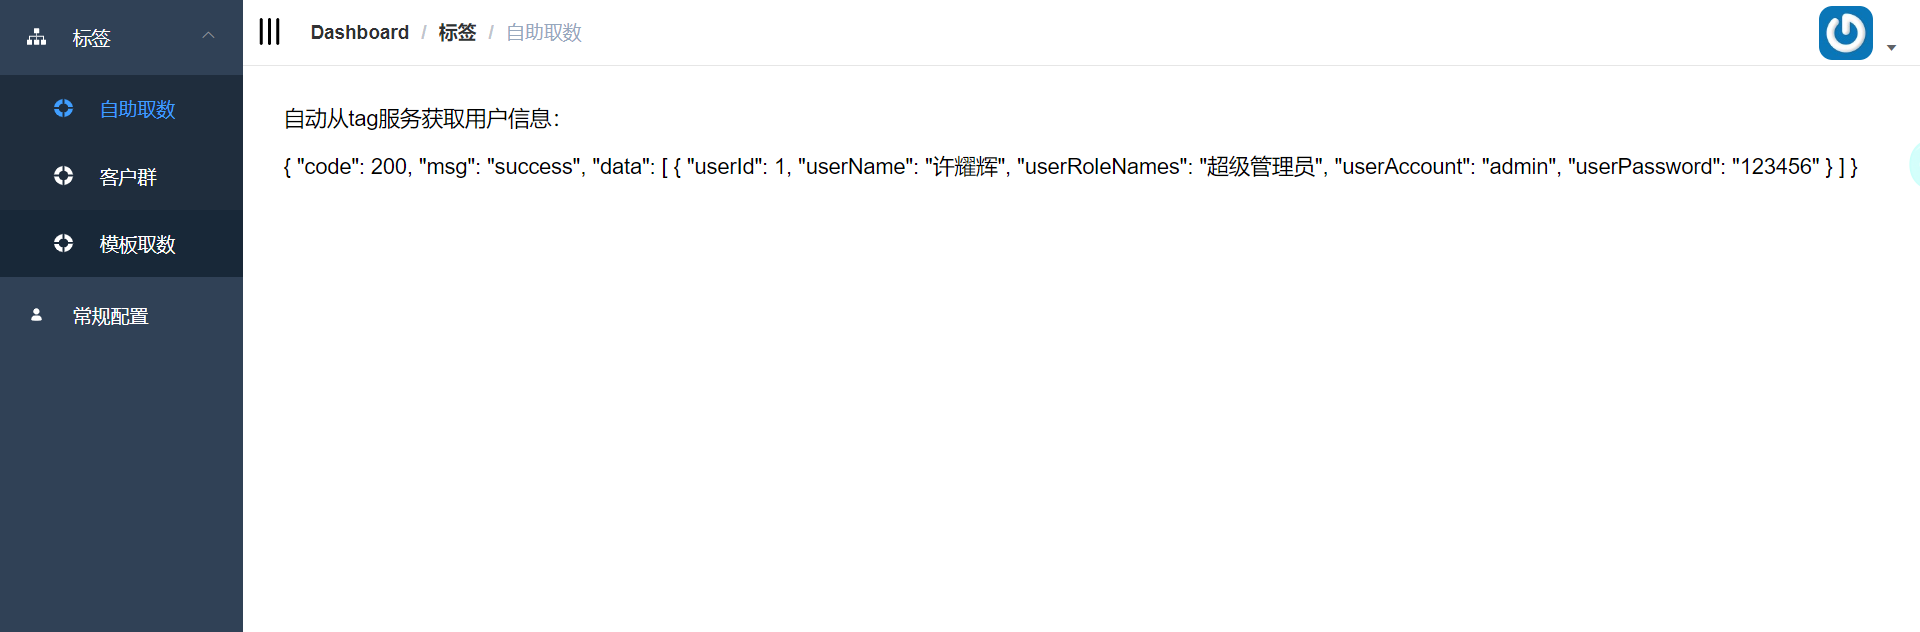 标签
自助取数
客户群
模板取数
常规配置
Dashboard / 标签 / 自助取数
自动从tag服务获取用户信息：
{ "code": 200, "msg": "success", "data": [ { "userId": 1, "userName": "许耀辉", "userRoleNames": "超级管理员", "userAccount": "admin", "userPassword": "123456" } ] }